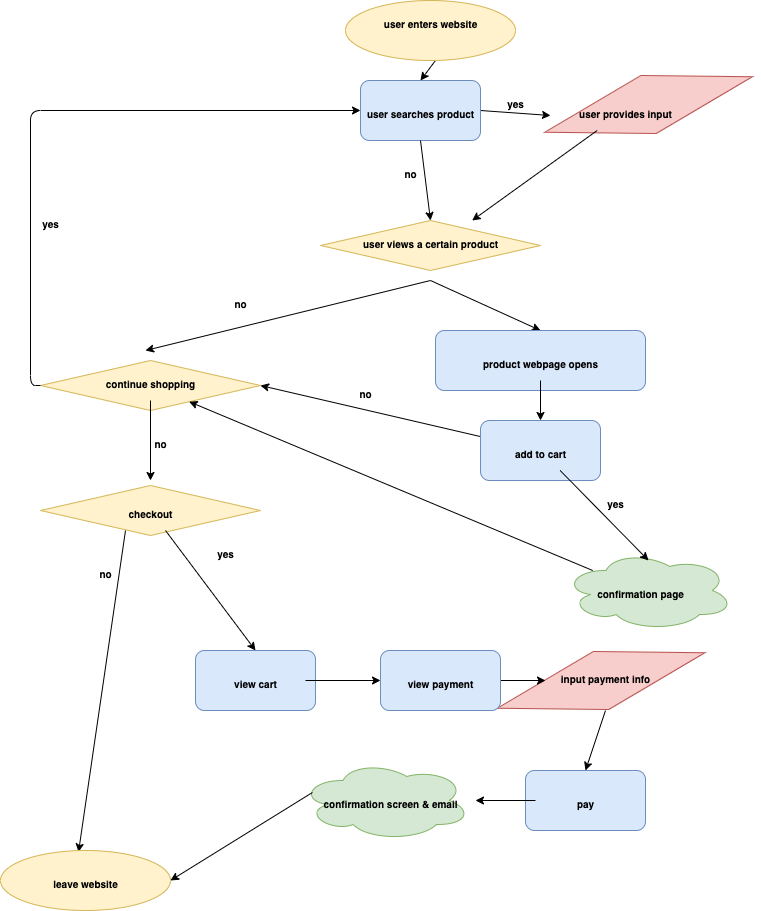 user enters website
user searches product
yes
user provides input
no
yes
user views a certain product
no
product webpage opens
continue shopping
no
no
add to cart
yes
checkout
no
yes
confirmation page
view cart
view payment
input payment info
confirmation screen & email
pay
leave website